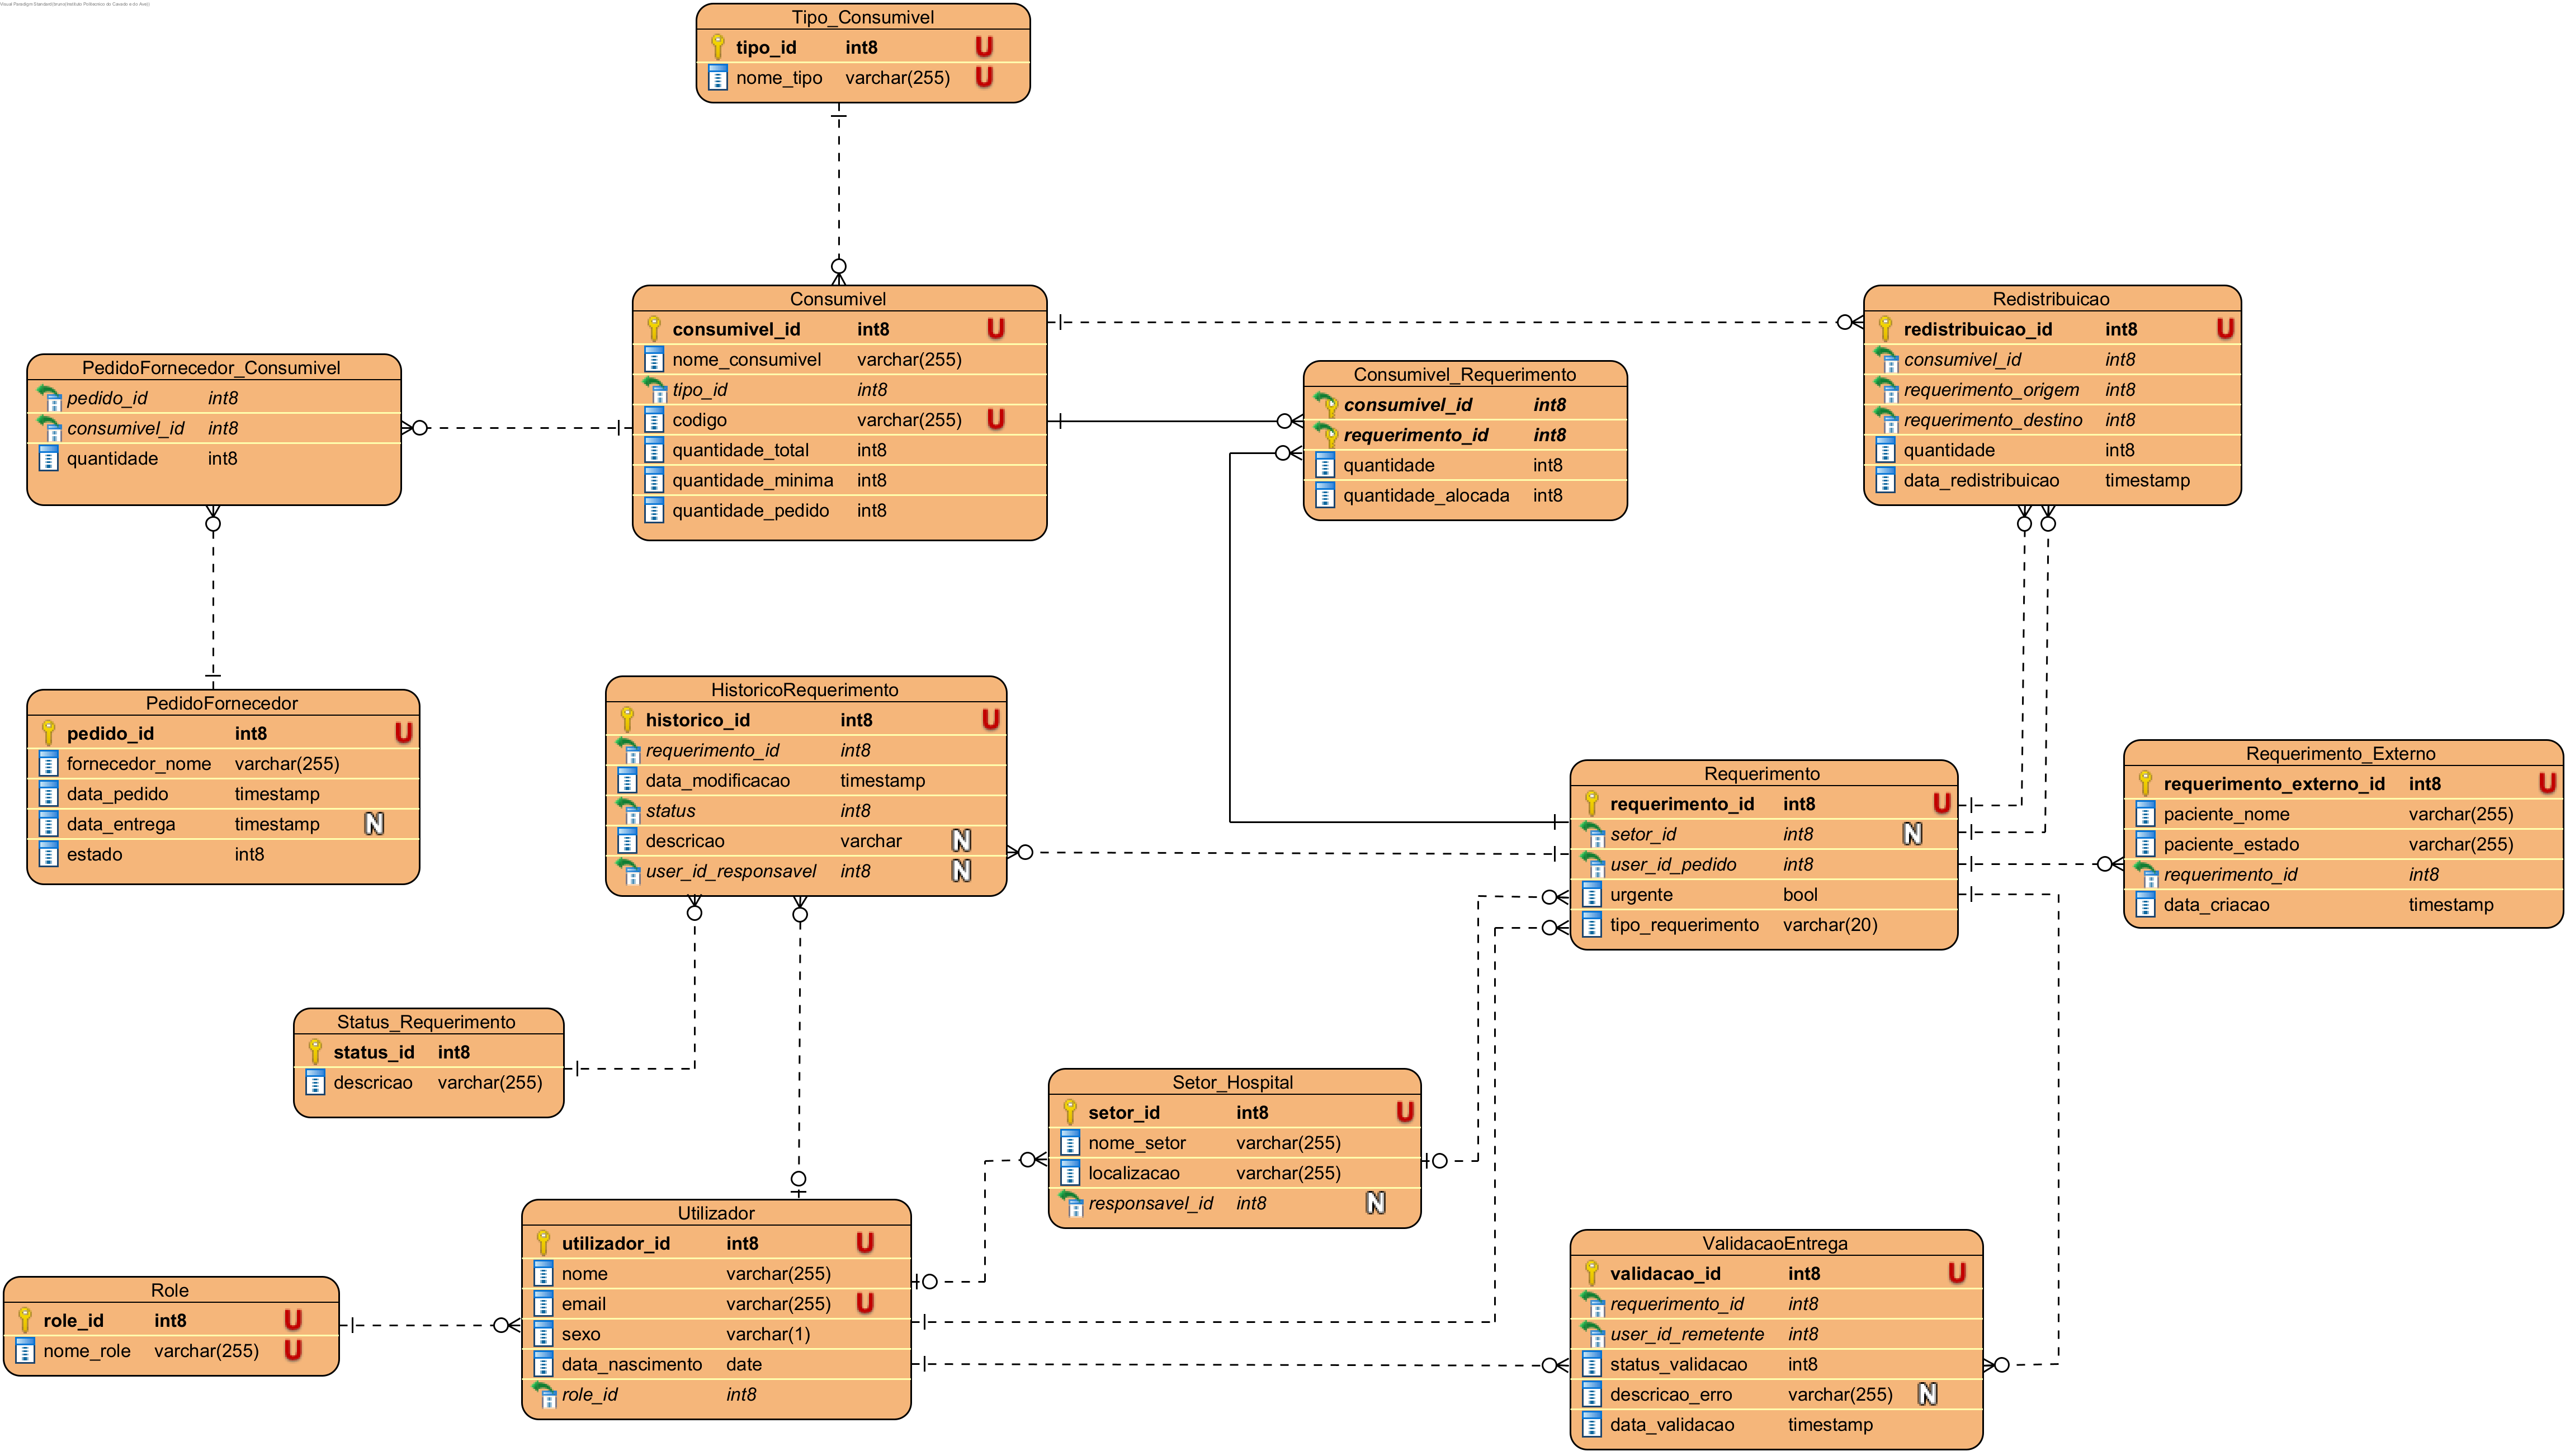 Visual Paradigm Standard(bruno(Instituto Politécnico do Cávado e do Ave))
Tipo_Consumivel
tipo_id int8 U
nome_tipo varchar(255) U
Consumivel
consumivel_id int8 U
nome_consumivel varchar(255)
tipo_id int8
codigo varchar(255) U
quantidade_total int8
quantidade_minima int8
quantidade_pedido int8
Redistribuicao
redistribuicao_id int8 U
consumivel_id int8
requerimento_origem int8
requerimento_destino int8
quantidade int8
data_redistribuicao timestamp
PedidoFornecedor_Consumivel
pedido_id int8
consumivel_id int8
quantidade int8
Consumivel_Requerimento
consumivel_id int8
requerimento_id int8
quantidade int8
quantidade_alocada int8
PedidoFornecedor
pedido_id int8 U
fornecedor_nome varchar(255)
data_pedido timestamp
data_entrega timestamp N
estado int8
HistoricoRequerimento
historico_id int8 U
requerimento_id int8
data_modificacao timestamp
status int8
descricao varchar N
user_id_responsavel int8 N
Requerimento
requerimento_id int8 U
setor_id int8 N
user_id_pedido int8
urgente bool
tipo_requerimento varchar(20)
Requerimento_Externo
requerimento_externo_id int8 U
paciente_nome varchar(255)
paciente_estado varchar(255)
requerimento_id int8
data_criacao timestamp
Status_Requerimento
status_id int8
descricao varchar(255)
Setor_Hospital
setor_id int8 U
nome_setor varchar(255)
localizacao varchar(255)
responsavel_id int8 N
Utilizador
utilizador_id int8 U
nome varchar(255)
email varchar(255) U
sexo varchar(1)
data_nascimento date
role_id int8
Role
role_id int8 U
nome_role varchar(255) U
ValidacaoEntrega
validacao_id int8 U
requerimento_id int8
user_id_remetente int8
status_validacao int8
descricao_erro varchar(255) N
data_validacao timestamp